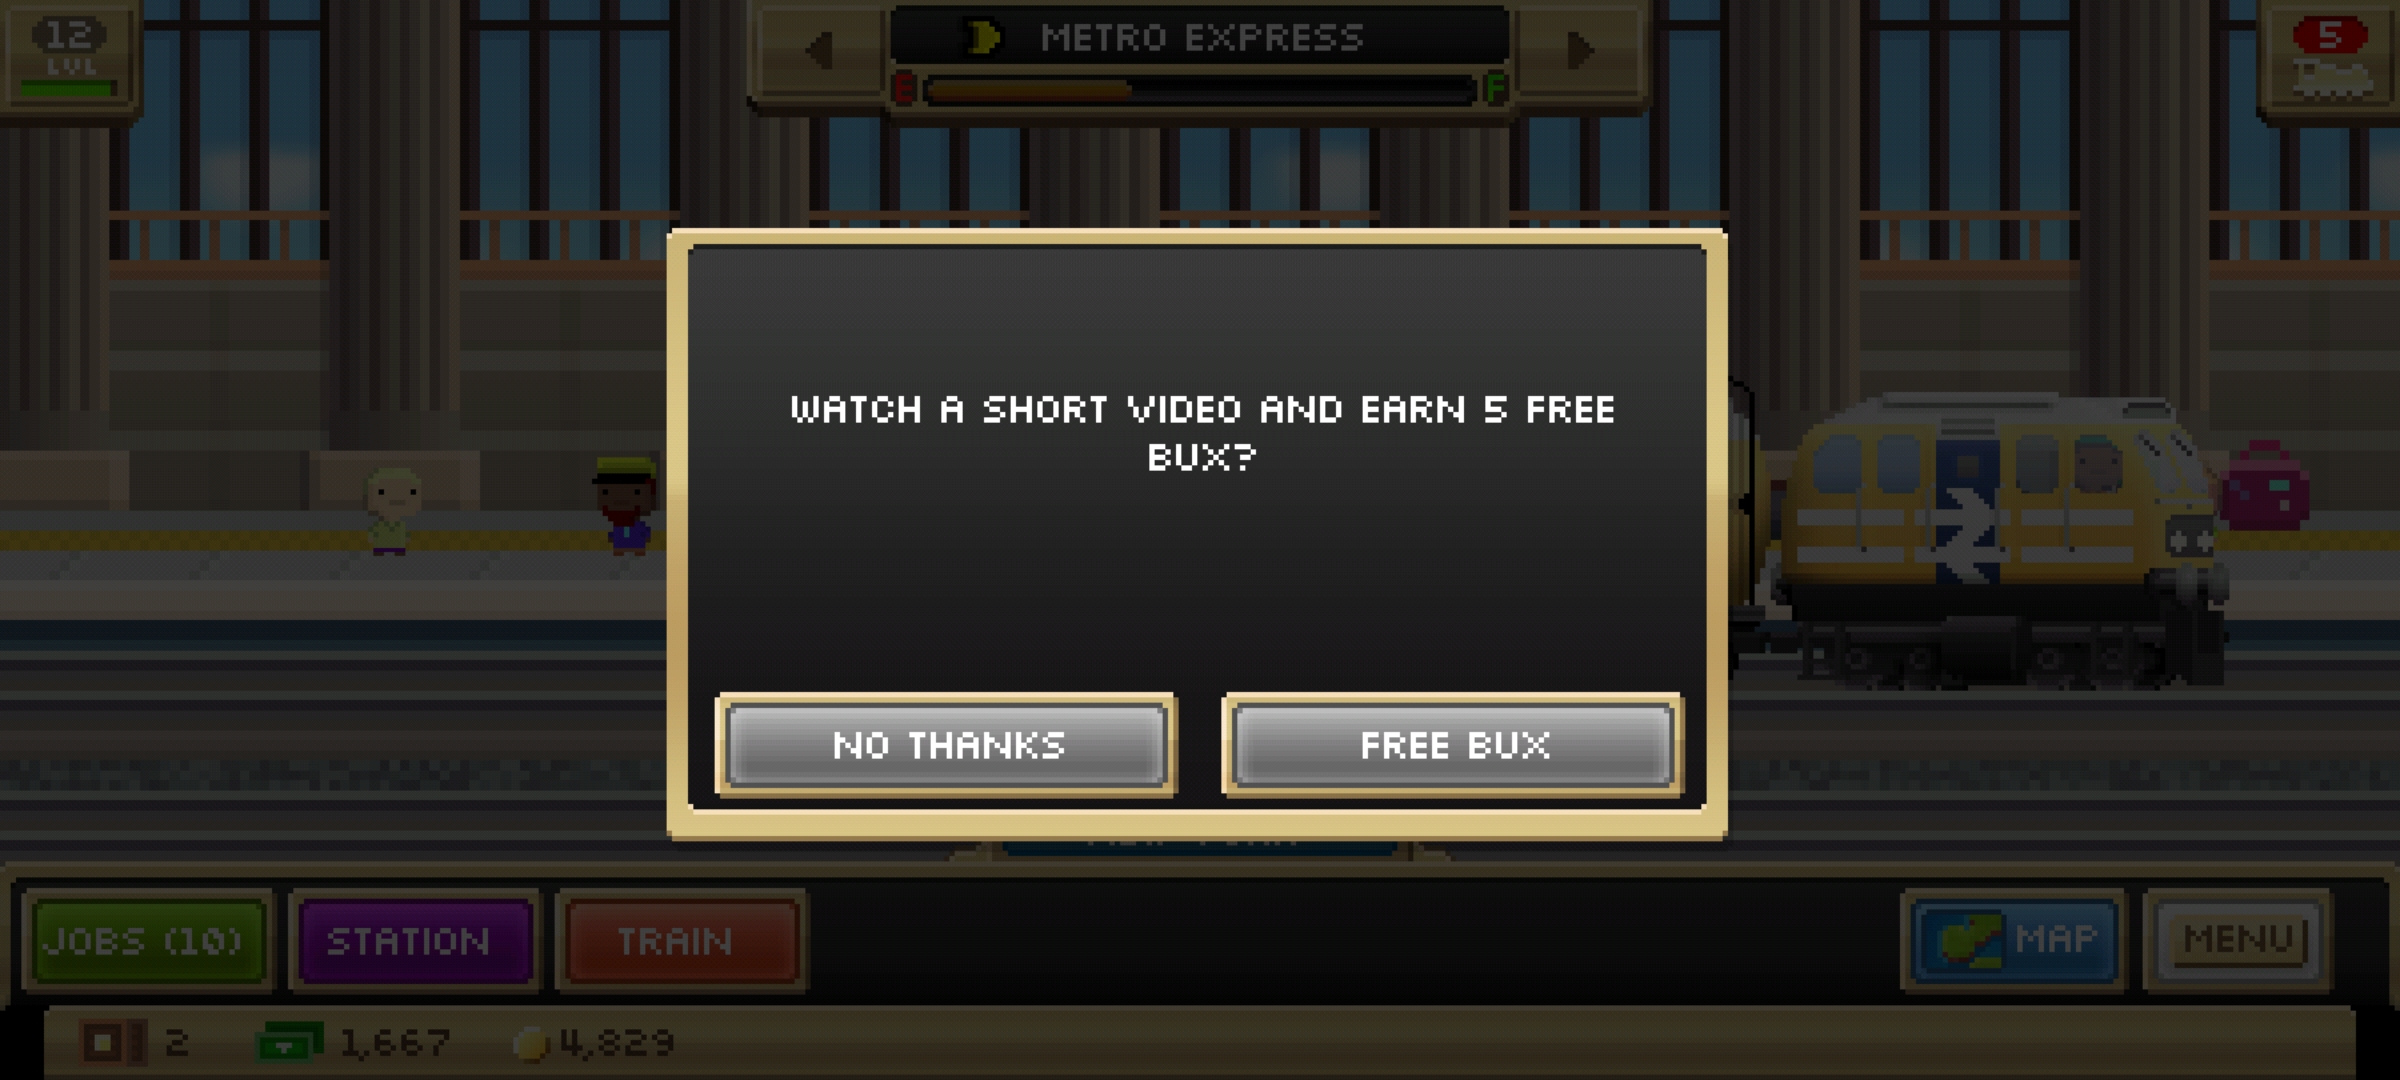 12
LVL
METRO EXPRESS
E F
5
WATCH A SHORT VIDEO AND EARN 5 FREE
BUX?
NO THANKS FREE BUX
JOBS (10) STATION TRAIN MAP MENU
2 1,667 4,829